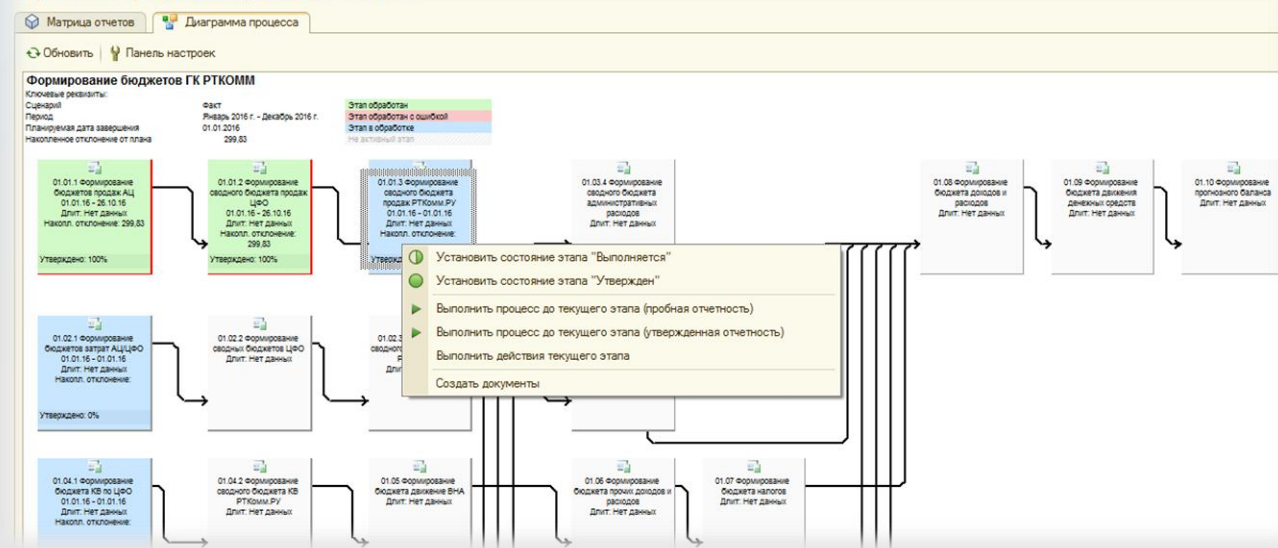 Матрица отчетов
Диаграмма процесса
Обновить
Панель настроек
Формирование бюджетов ГК РТКОММ
Ключевые реквизиты:
Сценарий
Факт
Этап обработан
Период
Январь 2016 г. - Декабрь 2016 г.
Этап обработан с ошибкой
Планируемая дата завершения
01.01.2016
Этап в обработке
Накопленное отклонение от плана
299,83
Не активный этап
01.01.1 Формирование
бюджетов продаж АЦ
01.01.16 - 26.10.16
Длит: Нет данных
Накопл. отклонение: 299,83
Утверждено: 100%
01.01.2 Формирование
сводного бюджета продаж
ЦФО
01.01.16 - 26.10.16
Длит: Нет данных
Накопл. отклонение:
299,83
Утверждено: 100%
01.01.3 Формирование
сводного бюджета
продаж РТКомм.РУ
01.01.16 - 01.01.16
Длит: Нет данных
Накопл. отклонение:
01.03.4 Формирование
сводного бюджета
административных
расходов
Длит: Нет данных
01.08 Формирование
бюджета доходов и
расходов
Длит: Нет данных
01.09 Формирование
бюджета движения
денежных средств
Длит: Нет данных
01.10 Формирование
прогнозного баланса
Длит: Нет данных
Установить состояние этапа "Выполняется"
Установить состояние этапа "Утвержден"
Выполнить процесс до текущего этапа (пробная отчетность)
Выполнить процесс до текущего этапа (утвержденная отчетность)
Выполнить действия текущего этапа
Создать документы
01.02.1 Формирование
бюджетов затрат АЦ/ЦФО
01.01.16 - 01.01.16
Длит: Нет данных
Накопл. отклонение:
Утверждено: 0%
01.02.2 Формирование
сводных бюджетов ЦФО
Длит: Нет данных
01.02.3
01.04.1 Формирование
бюджета КВ по ЦФО
01.01.16 - 01.01.16
Длит: Нет данных
Накопл. отклонение:
01.04.2 Формирование
сводного бюджета КВ
РТКомм.РУ
Длит: Нет данных
01.05 Формирование
бюджета движение ВНА
Длит: Нет данных
01.06 Формирование
бюджета прочих доходов и
расходов
Длит: Нет данных
01.07 Формирование
бюджета налогов
Длит: Нет данных